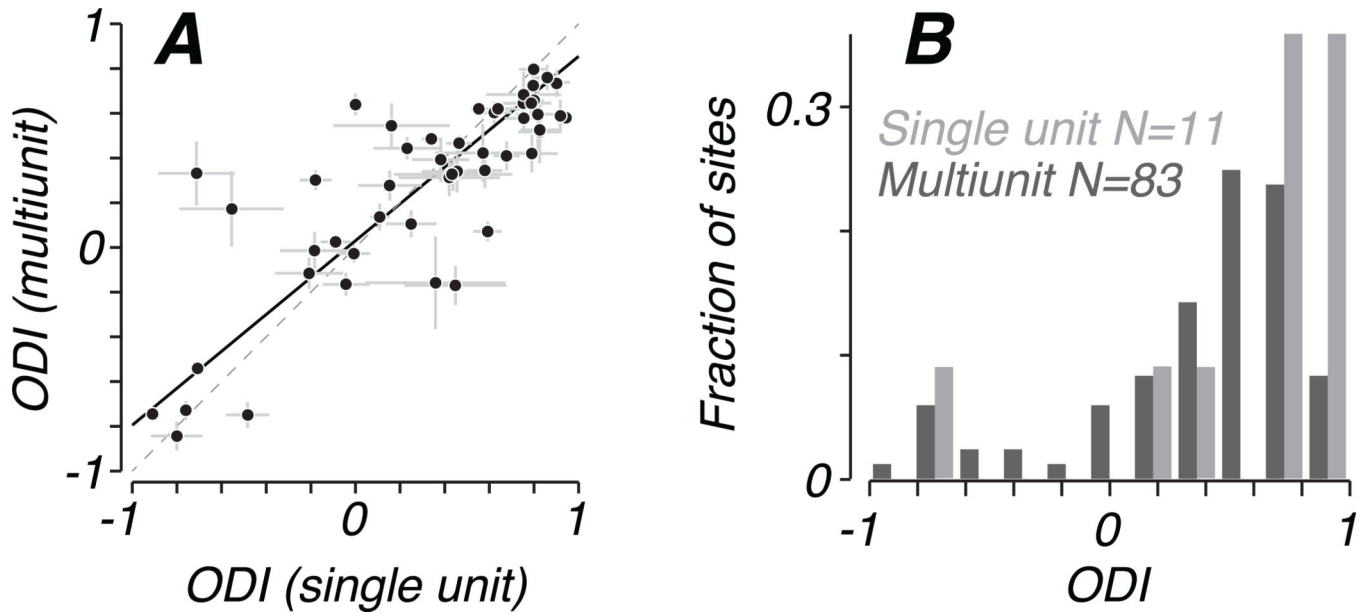 A
1
0
-1
ODI (multiunit)
-1
0
1
ODI (single unit)
B
0.3
0
Fraction of sites
Single unit N=11
Multiunit N=83
-1
0
1
ODI